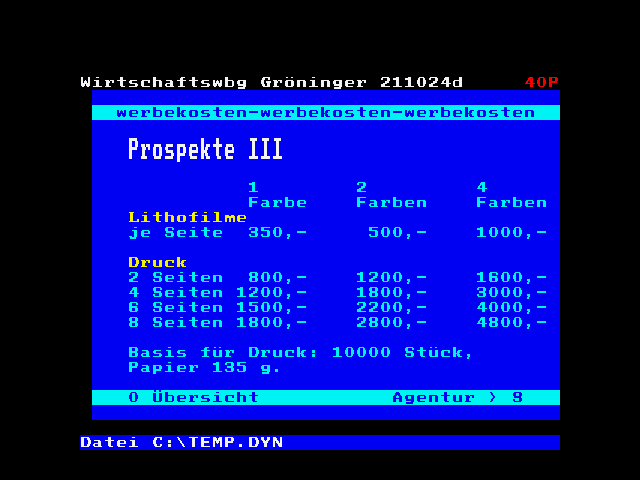 Wirtschaftswbg Gröninger 211024d 40P
werbekosten-werbekosten-werbekosten
Prospekte III
1 2 4
Farbe Farben Farben
Lithofilme
je Seite 350,- 500,- 1000,-
Druck
2 Seiten 800,- 1200,- 1600,-
4 Seiten 1200,- 1800,- 3000,-
6 Seiten 1500,- 2200,- 4000,-
8 Seiten 1800,- 2800,- 4800,-
Basis für Druck: 10000 Stück,
Papier 135 g.
0 Übersicht Agentur > 9
Datei C:\TEMP.DYN